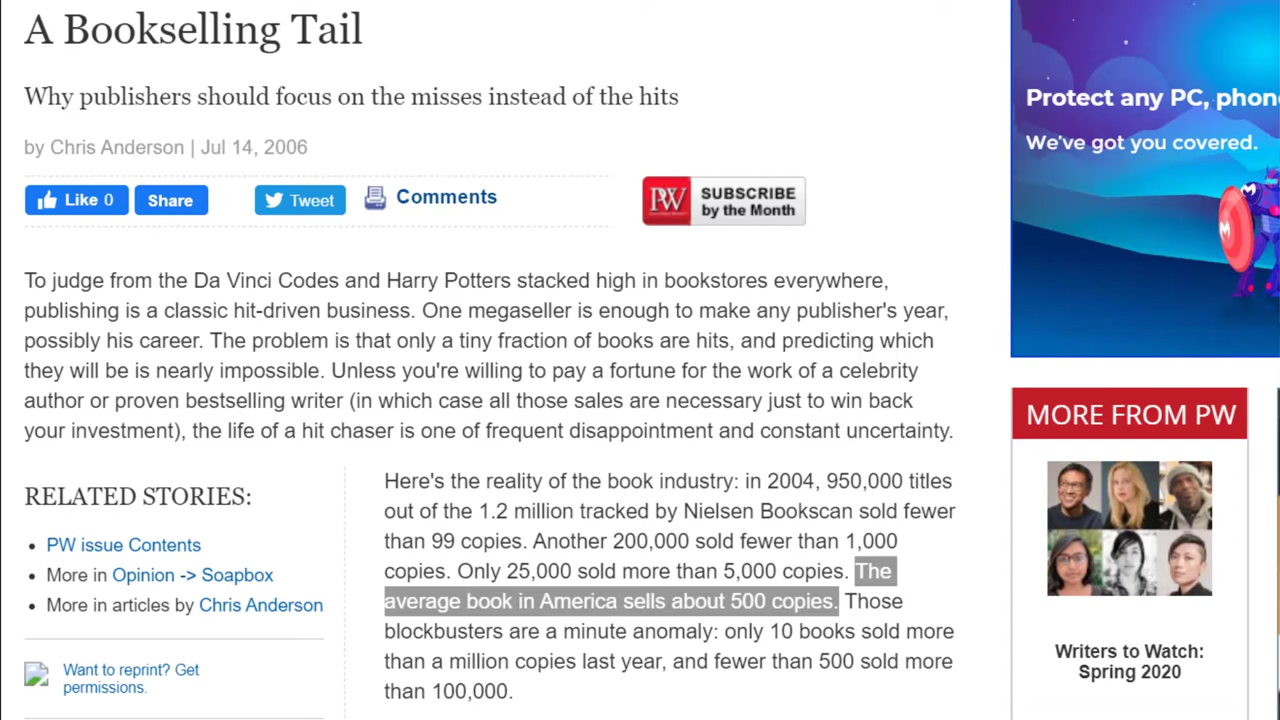 A Bookselling Tail
Why publishers should focus on the misses instead of the hits
by Chris Anderson | Jul 14, 2006
Like 0
Share
Tweet
Comments
PW
SUBSCRIBE
by the Month
To judge from the Da Vinci Codes and Harry Potters stacked high in bookstores everywhere,
publishing is a classic hit-driven business. One megaseller is enough to make any publisher's year,
possibly his career. The problem is that only a tiny fraction of books are hits, and predicting which
they will be is nearly impossible. Unless you're willing to pay a fortune for the work of a celebrity
author or proven bestselling writer (in which case all those sales are necessary just to win back
your investment), the life of a hit chaser is one of frequent disappointment and constant uncertainty.
RELATED STORIES:
PW issue Contents
More in Opinion -> Soapbox
More in articles by Chris Anderson
Want to reprint? Get
permissions.
Here's the reality of the book industry: in 2004, 950,000 titles
out of the 1.2 million tracked by Nielsen Bookscan sold fewer
than 99 copies. Another 200,000 sold fewer than 1,000
copies. Only 25,000 sold more than 5,000 copies. The
average book in America sells about 500 copies. Those
blockbusters are a minute anomaly: only 10 books sold more
than a million copies last year, and fewer than 500 sold more
than 100,000.
Protect any PC, phon
We've got you covered.
MORE FROM PW
Writers to Watch:
Spring 2020